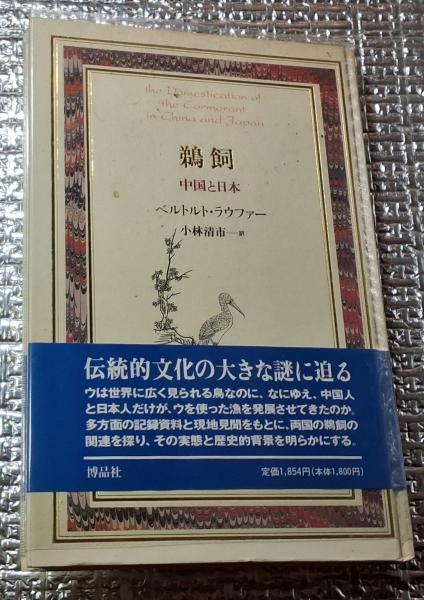 the Domestication of
the Cormorant
in China and Japan
鵜飼
中国と日本
ベルトルト・ラウファー
小林清市──訳
伝統的文化の大きな謎に迫る
ウは世界に広く見られる鳥なのに、なにゆえ、中国人
と日本人だけが、ウを使った漁を発展させてきたのか。
多方面の記録資料と現地見聞をもとに、両国の鵜飼の
関連を探り、その実態と歴史的背景を明らかにする。
博品社
定価1,854円(本体1,800円)